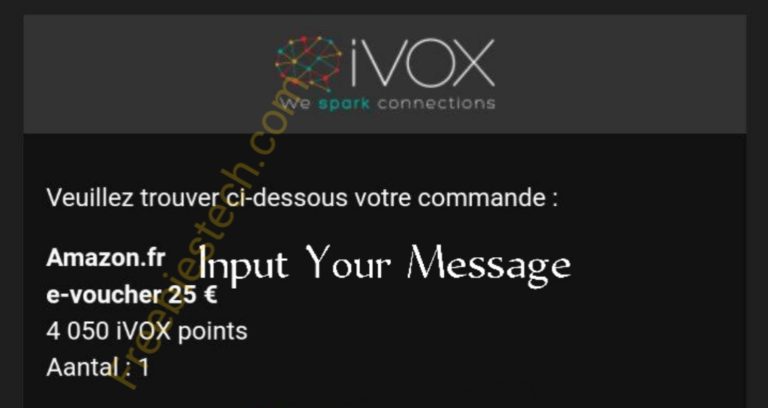 iVOX
We spark connections
Freebiestech.com
Veuillez trouver ci-dessous votre commande :
Amazon.fr
Input Your Message
e-voucher 25 €
4 050 iVOX points
Aantal : 1